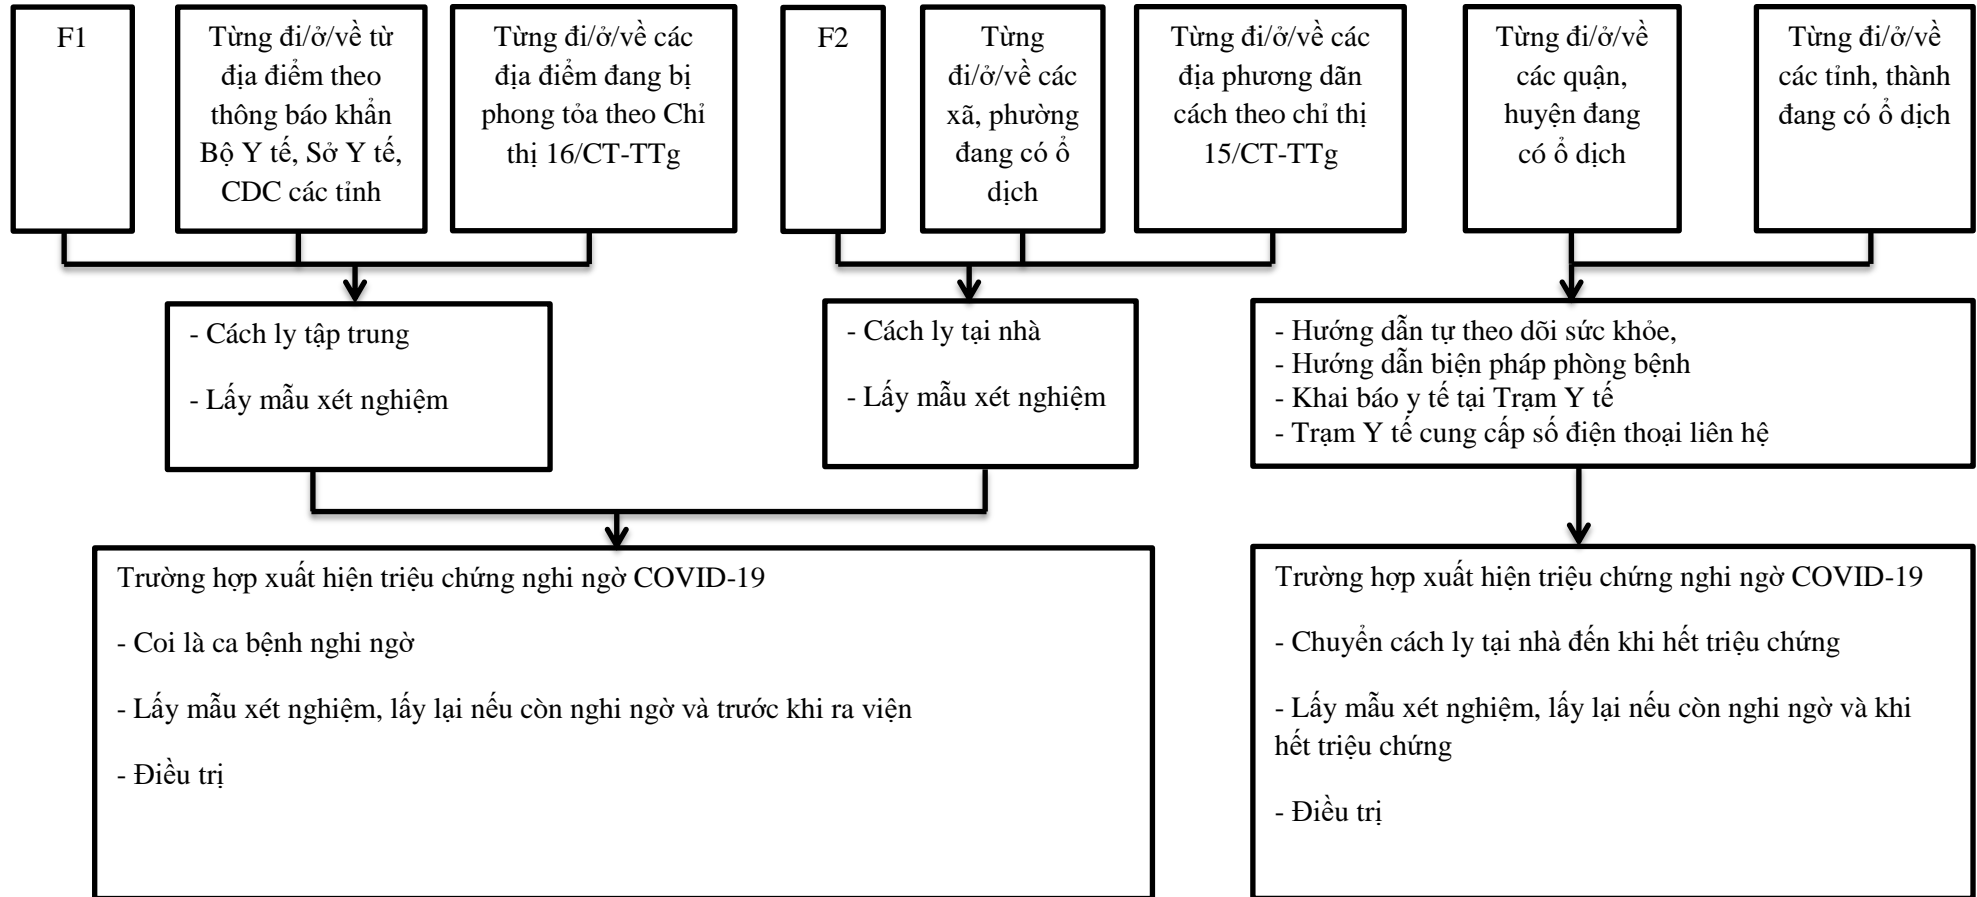 F1
Từng đi/ở/về từ
địa điểm theo
thông báo khẩn
Bộ Y tế, Sở Y tế,
CDC các tỉnh
Từng đi/ở/về các
địa điểm đang bị
phong tỏa theo Chỉ
thị 16/CT-TTg
F2
Từng
đi/ở/về các
xã, phường
đang có ổ
dịch
Từng đi/ở/về các
địa phương dãn
cách theo chỉ thị
15/CT-TTg
Từng đi/ở/về
các quận,
huyện đang
có ổ dịch
Từng đi/ở/về
các tỉnh, thành
đang có ổ dịch
- Cách ly tập trung
- Lấy mẫu xét nghiệm
- Cách ly tại nhà
- Lấy mẫu xét nghiệm
- Hướng dẫn tự theo dõi sức khỏe,
- Hướng dẫn biện pháp phòng bệnh
- Khai báo y tế tại Trạm Y tế
- Trạm Y tế cung cấp số điện thoại liên hệ
Trường hợp xuất hiện triệu chứng nghi ngờ COVID-19
- Coi là ca bệnh nghi ngờ
- Lấy mẫu xét nghiệm, lấy lại nếu còn nghi ngờ và trước khi ra viện
- Điều trị
Trường hợp xuất hiện triệu chứng nghi ngờ COVID-19
- Chuyển cách ly tại nhà đến khi hết triệu chứng
- Lấy mẫu xét nghiệm, lấy lại nếu còn nghi ngờ và khi
hết triệu chứng
- Điều trị